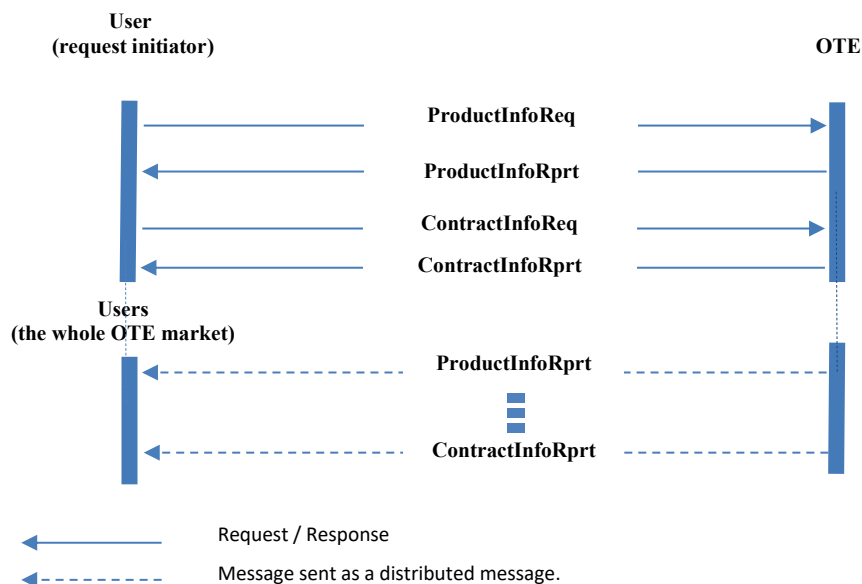 User
(request initiator)
OTE
ProductInfoReq
ProductInfoRprt
ContractInfoReq
ContractInfoRprt
Users
(the whole OTE market)
ProductInfoRprt
ContractInfoRprt
Request / Response
Message sent as a distributed message.